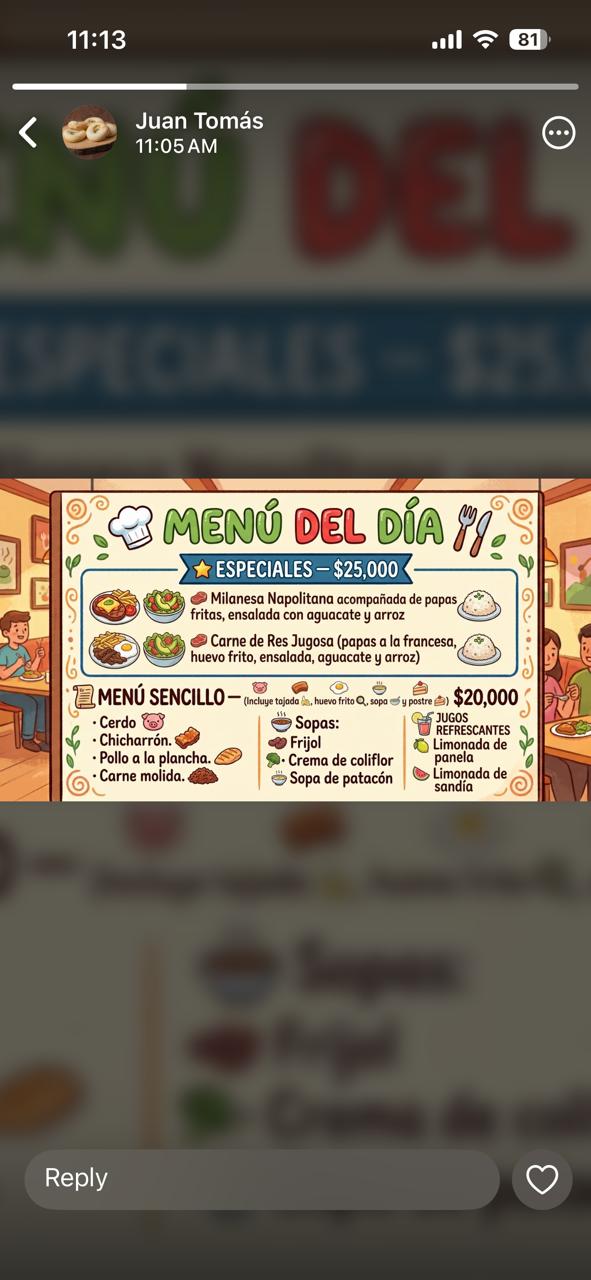 11:13
81
Juan Tomás
11:05 AM
MENÚ DEL DÍA
ESPECIALES – $25,000
Milanesa Napolitana acompañada de papas
fritas, ensalada con aguacate y arroz
Carne de Res Jugosa (papas a la francesa,
huevo frito, ensalada, aguacate y arroz)
MENÚ SENCILLO – (Incluye tajada, huevo frito, sopa y postre) $20,000
· Cerdo
· Chicharrón.
· Pollo a la plancha.
· Carne molida.
Sopas:
Frijol
· Crema de coliflor
Sopa de patacón
JUGOS
REFRESCANTES
Limonada de
panela
Limonada de
sandía
Reply